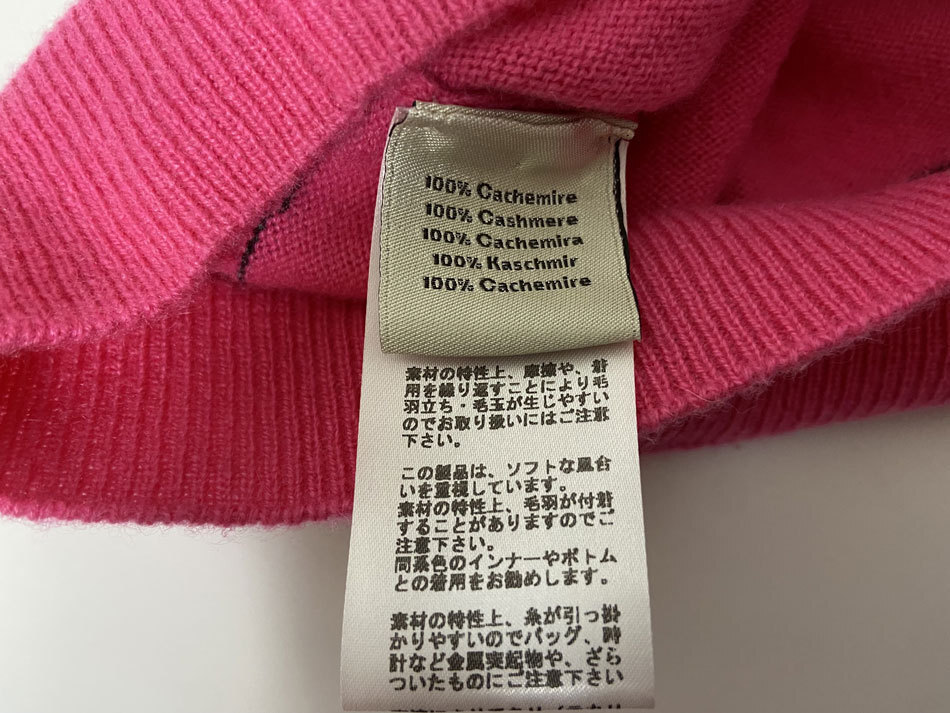 100% Cachemire
100% Cashmere
100% Cachemira
100% Kaschmir
100% Cachemire
素材の特性上、摩擦や、着
用を繰り返すことにより毛
羽立ち・毛玉が生じやすい
のでお取り扱いにはご注意
下さい。
この製品は、ソフトな風合
いを重視しています。
素材の特性上、毛羽が付着
することがありますのでご
注意下さい。
同系色のインナーやボトム
との着用をお勧めします。
素材の特性上、糸が引っ掛
かりやすいのでバッグ、時
計など金属突起物や、ざら
ついたものにご注意下さい